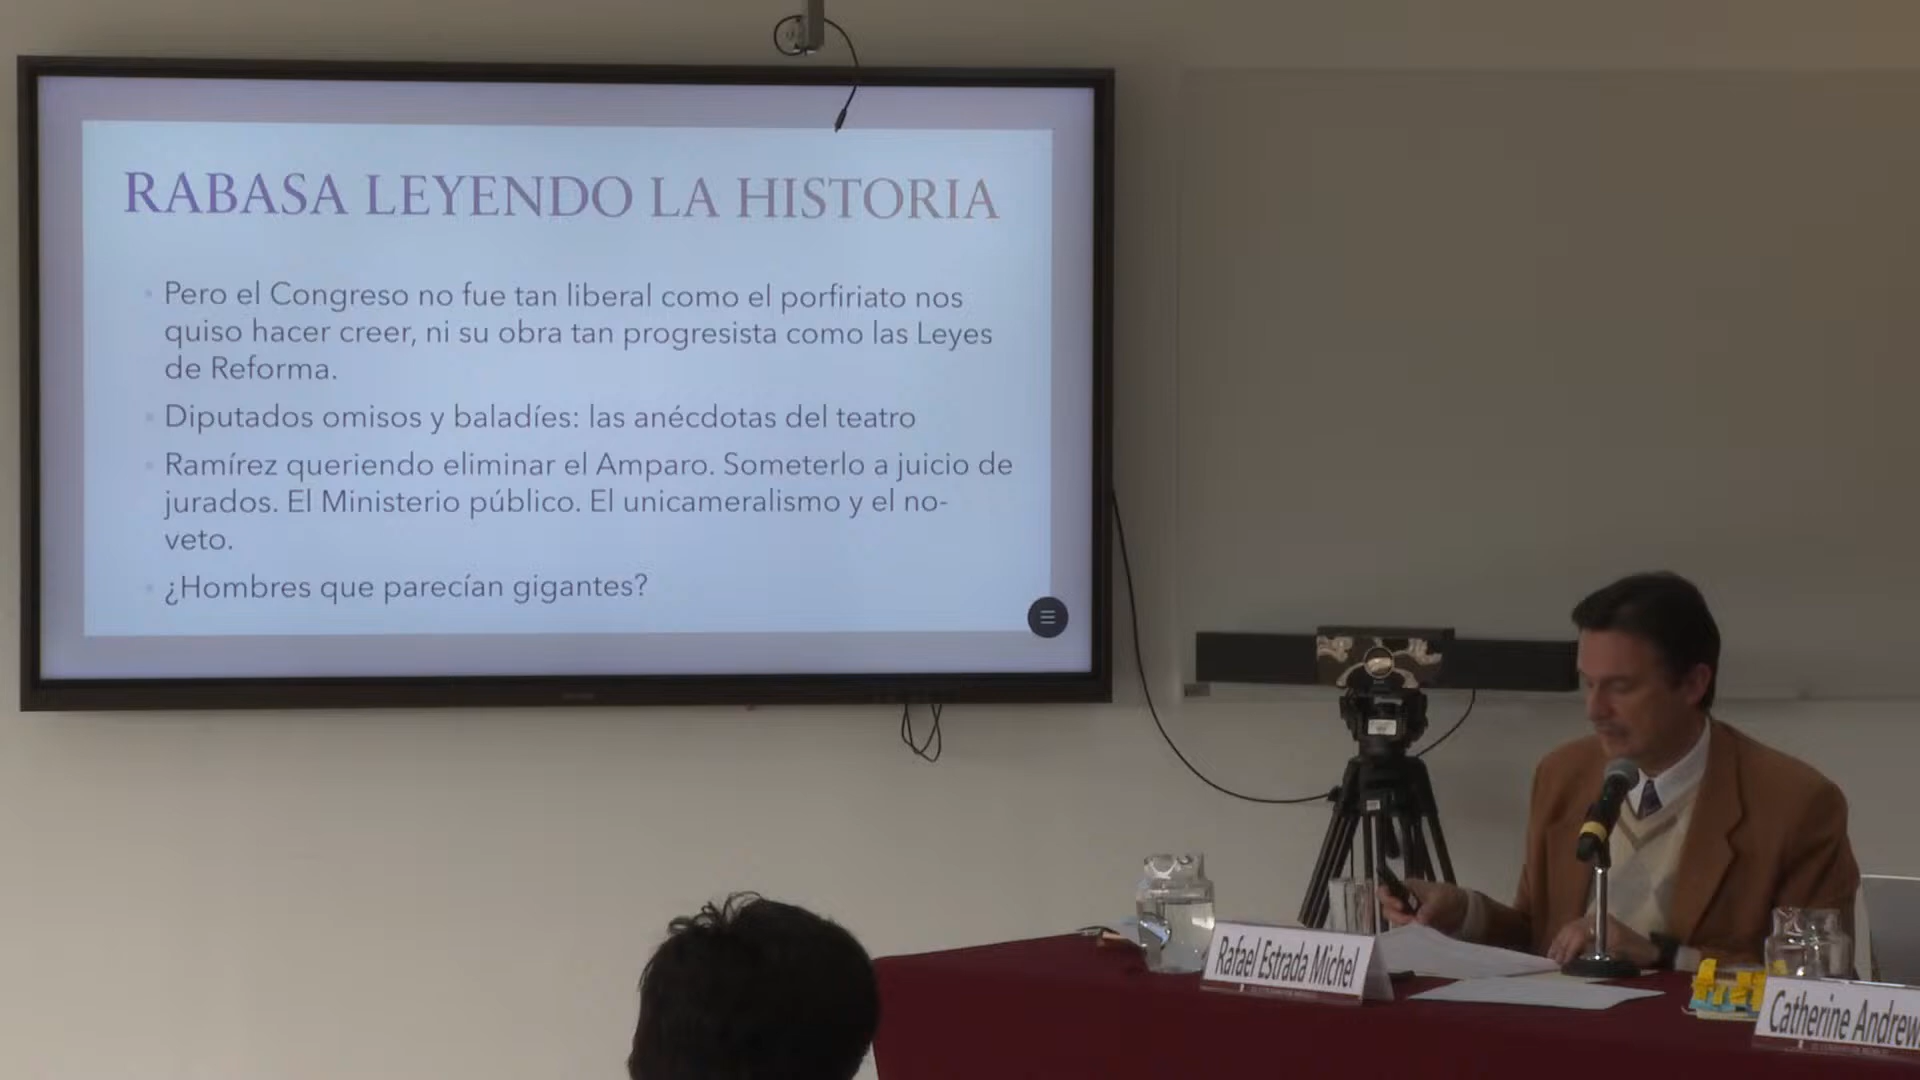 RABASA LEYENDO LA HISTORIA
Pero el Congreso no fue tan liberal como el porfiriato nos
quiso hacer creer, ni su obra tan progresista como las Leyes
de Reforma.
Diputados omisos y baladíes: las anécdotas del teatro
Ramírez queriendo eliminar el Amparo. Someterlo a juicio de
jurados. El Ministerio público. El unicameralismo y el no-
veto.
¿Hombres que parecían gigantes?
Rafael Estrada Michel
Catherine Andrew